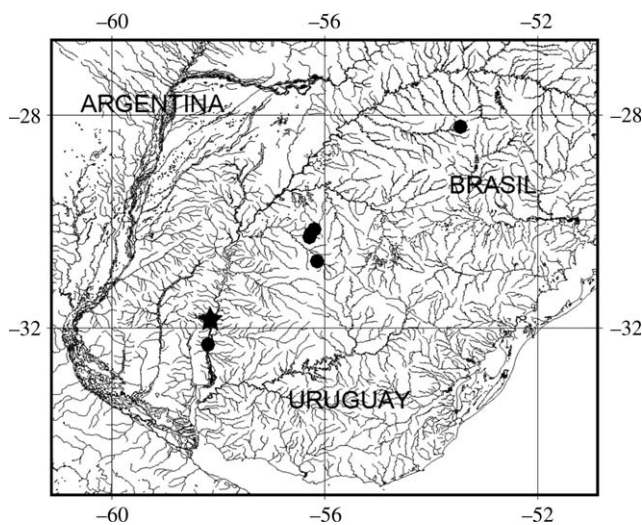 −60 −56 −52
−28 −28
ARGENTINA
BRASIL
−32 −32
URUGUAY
−60 −56 −52